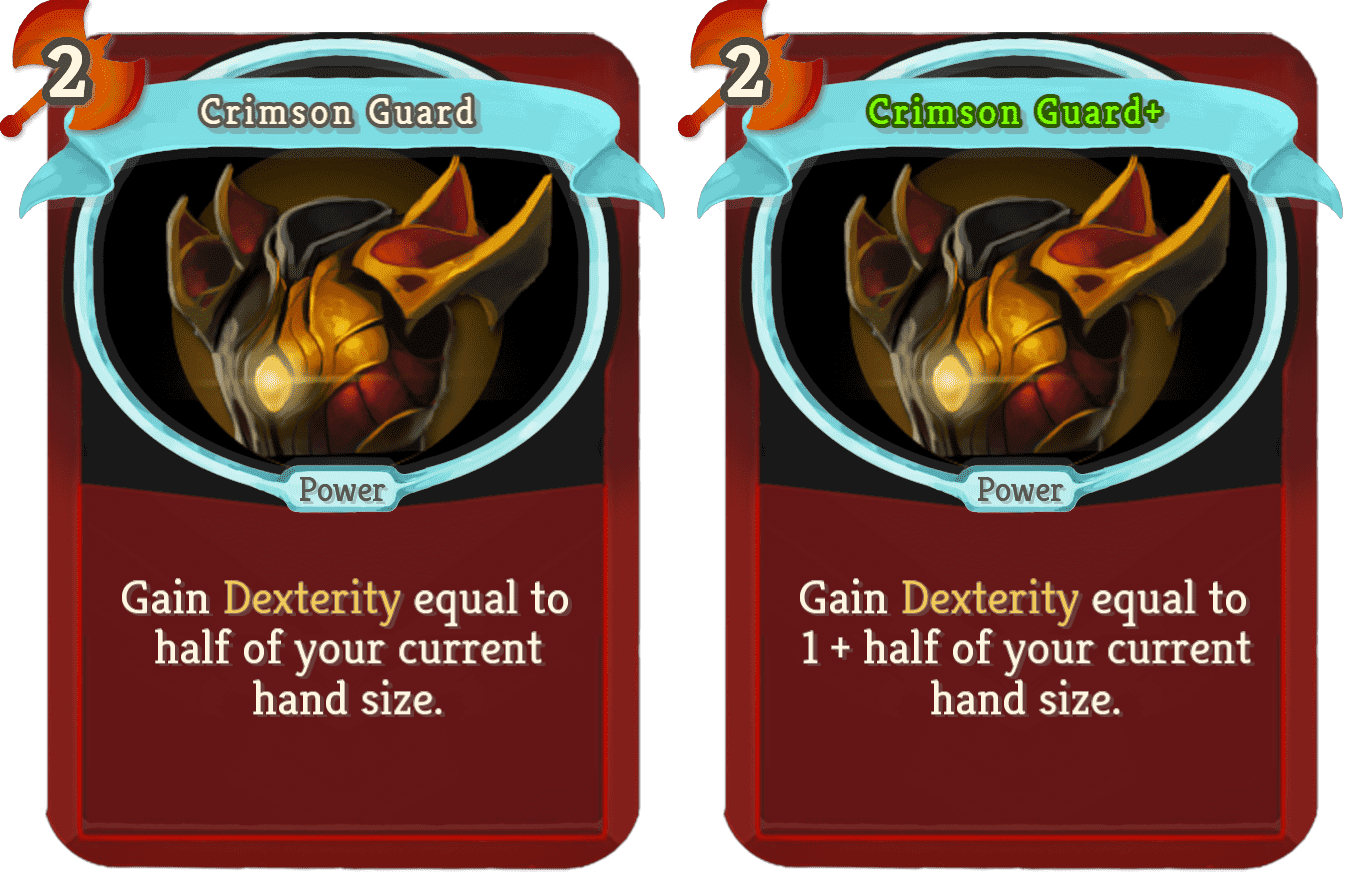 2
Crimson Guard
Power
Gain Dexterity equal to
half of your current
hand size.
2
Crimson Guard+
Power
Gain Dexterity equal to
1 + half of your current
hand size.